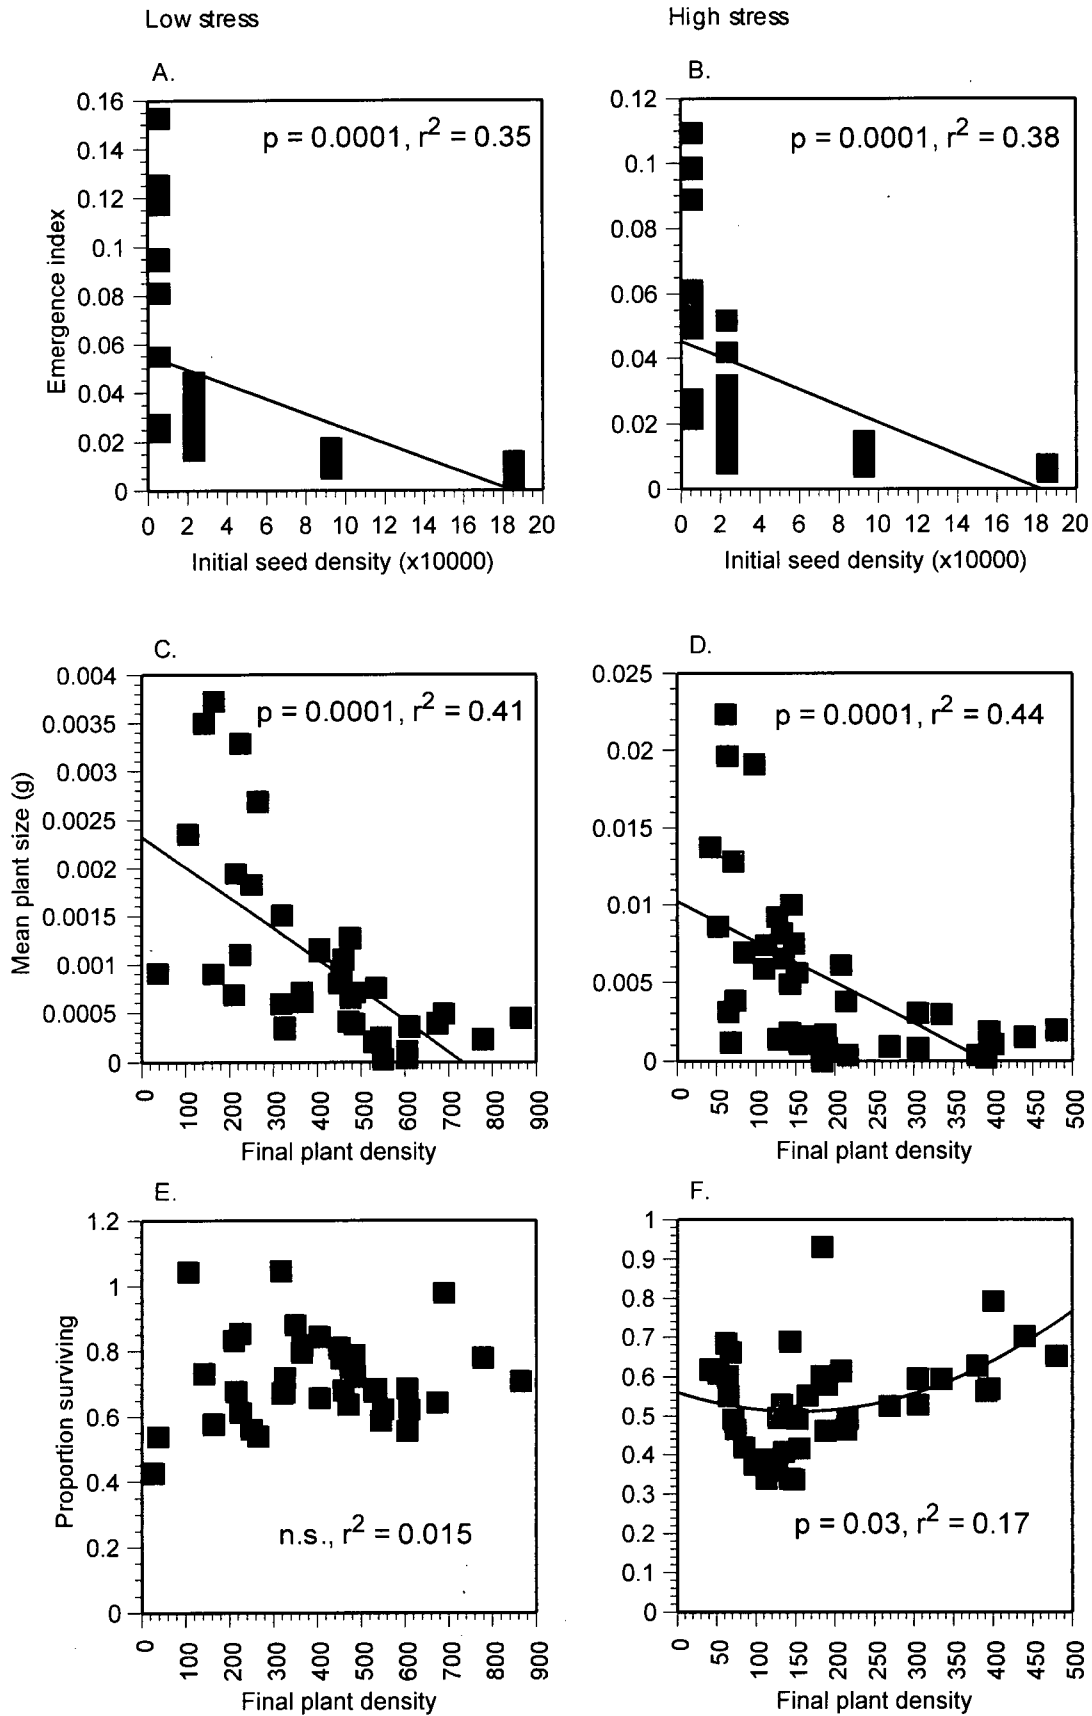 Low stress
High stress
A.
B.
0.16
0.14
0.12
0.1
0.08
0.06
0.04
0.02
0
p = 0.0001, r² = 0.35
Emergence index
0 2 4 6 8 10 12 14 16 18 20
Initial seed density (x10000)
0.12
0.1
0.08
0.06
0.04
0.02
0
p = 0.0001, r² = 0.38
0 2 4 6 8 10 12 14 16 18 20
Initial seed density (x10000)
C.
D.
0.004
0.0035
0.003
0.0025
0.002
0.0015
0.001
0.0005
0
p = 0.0001, r² = 0.41
Mean plant size (g)
0 100 200 300 400 500 600 700 800 900
Final plant density
0.025
0.02
0.015
0.01
0.005
0
p = 0.0001, r² = 0.44
0 50 100 150 200 250 300 350 400 450 500
Final plant density
E.
F.
1.2
1
0.8
0.6
0.4
0.2
0
Proportion surviving
n.s., r² = 0.015
0 100 200 300 400 500 600 700 800 900
Final plant density
1
0.9
0.8
0.7
0.6
0.5
0.4
0.3
0.2
0.1
0
p = 0.03, r² = 0.17
0 50 100 150 200 250 300 350 400 450 500
Final plant density